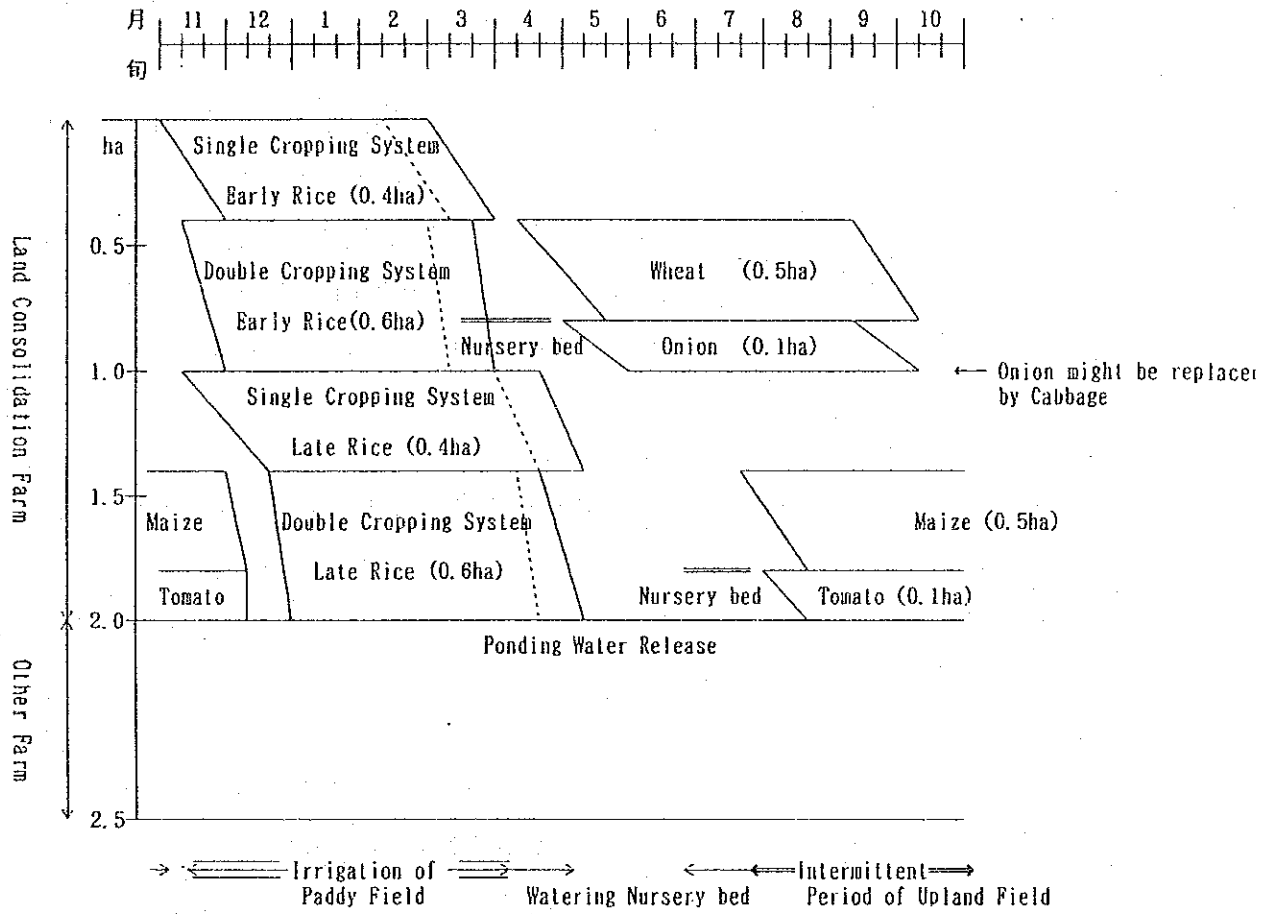 月 11 12 1 2 3 4 5 6 7 8 9 10
旬
ha
Single Cropping System
Early Rice (0.4ha)
0.5
Double Cropping System
Early Rice(0.6ha)
Wheat (0.5ha)
Nursery bed
Onion (0.1ha)
1.0
← Onion might be replace
by Cabbage
Single Cropping System
Late Rice (0.4ha)
1.5
Maize
Double Cropping System
Late Rice (0.6ha)
Maize (0.5ha)
Tomato
Nursery bed
Tomato (0.1ha)
2.0
Ponding Water Release
2.5
Land Consolidation Farm
Other Farm
Irrigation of
Paddy Field
Watering Nursery bed
Intermittent
Period of Upland Field